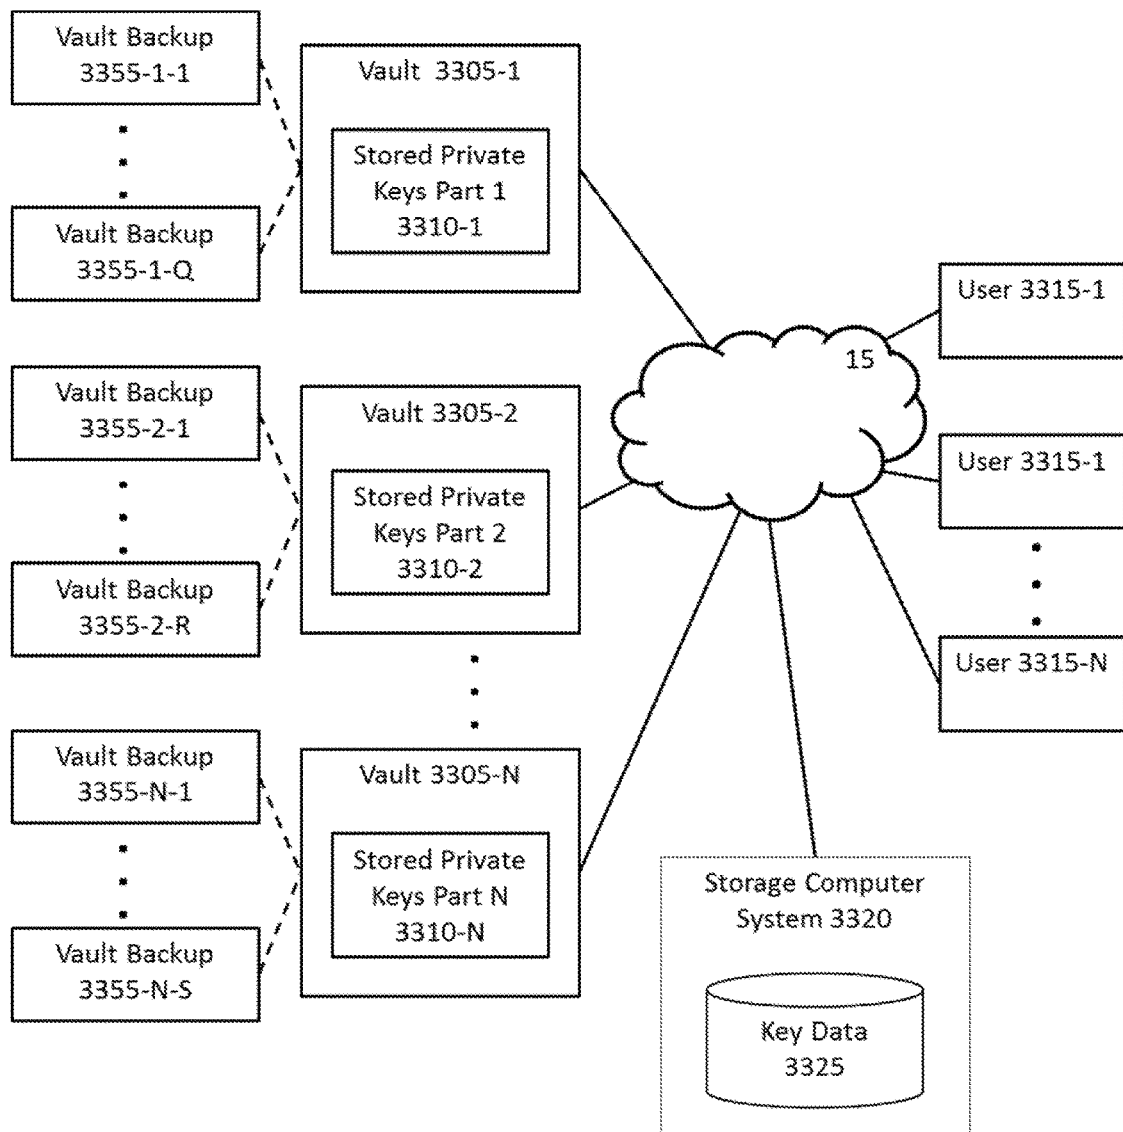 Vault Backup
3355-1-1
Vault Backup
3355-1-Q
Vault 3305-1
Stored Private
Keys Part 1
3310-1
Vault Backup
3355-2-1
Vault Backup
3355-2-R
Vault 3305-2
Stored Private
Keys Part 2
3310-2
Vault Backup
3355-N-1
Vault Backup
3355-N-S
Vault 3305-N
Stored Private
Keys Part N
3310-N
15
User 3315-1
User 3315-1
User 3315-N
Storage Computer
System 3320
Key Data
3325